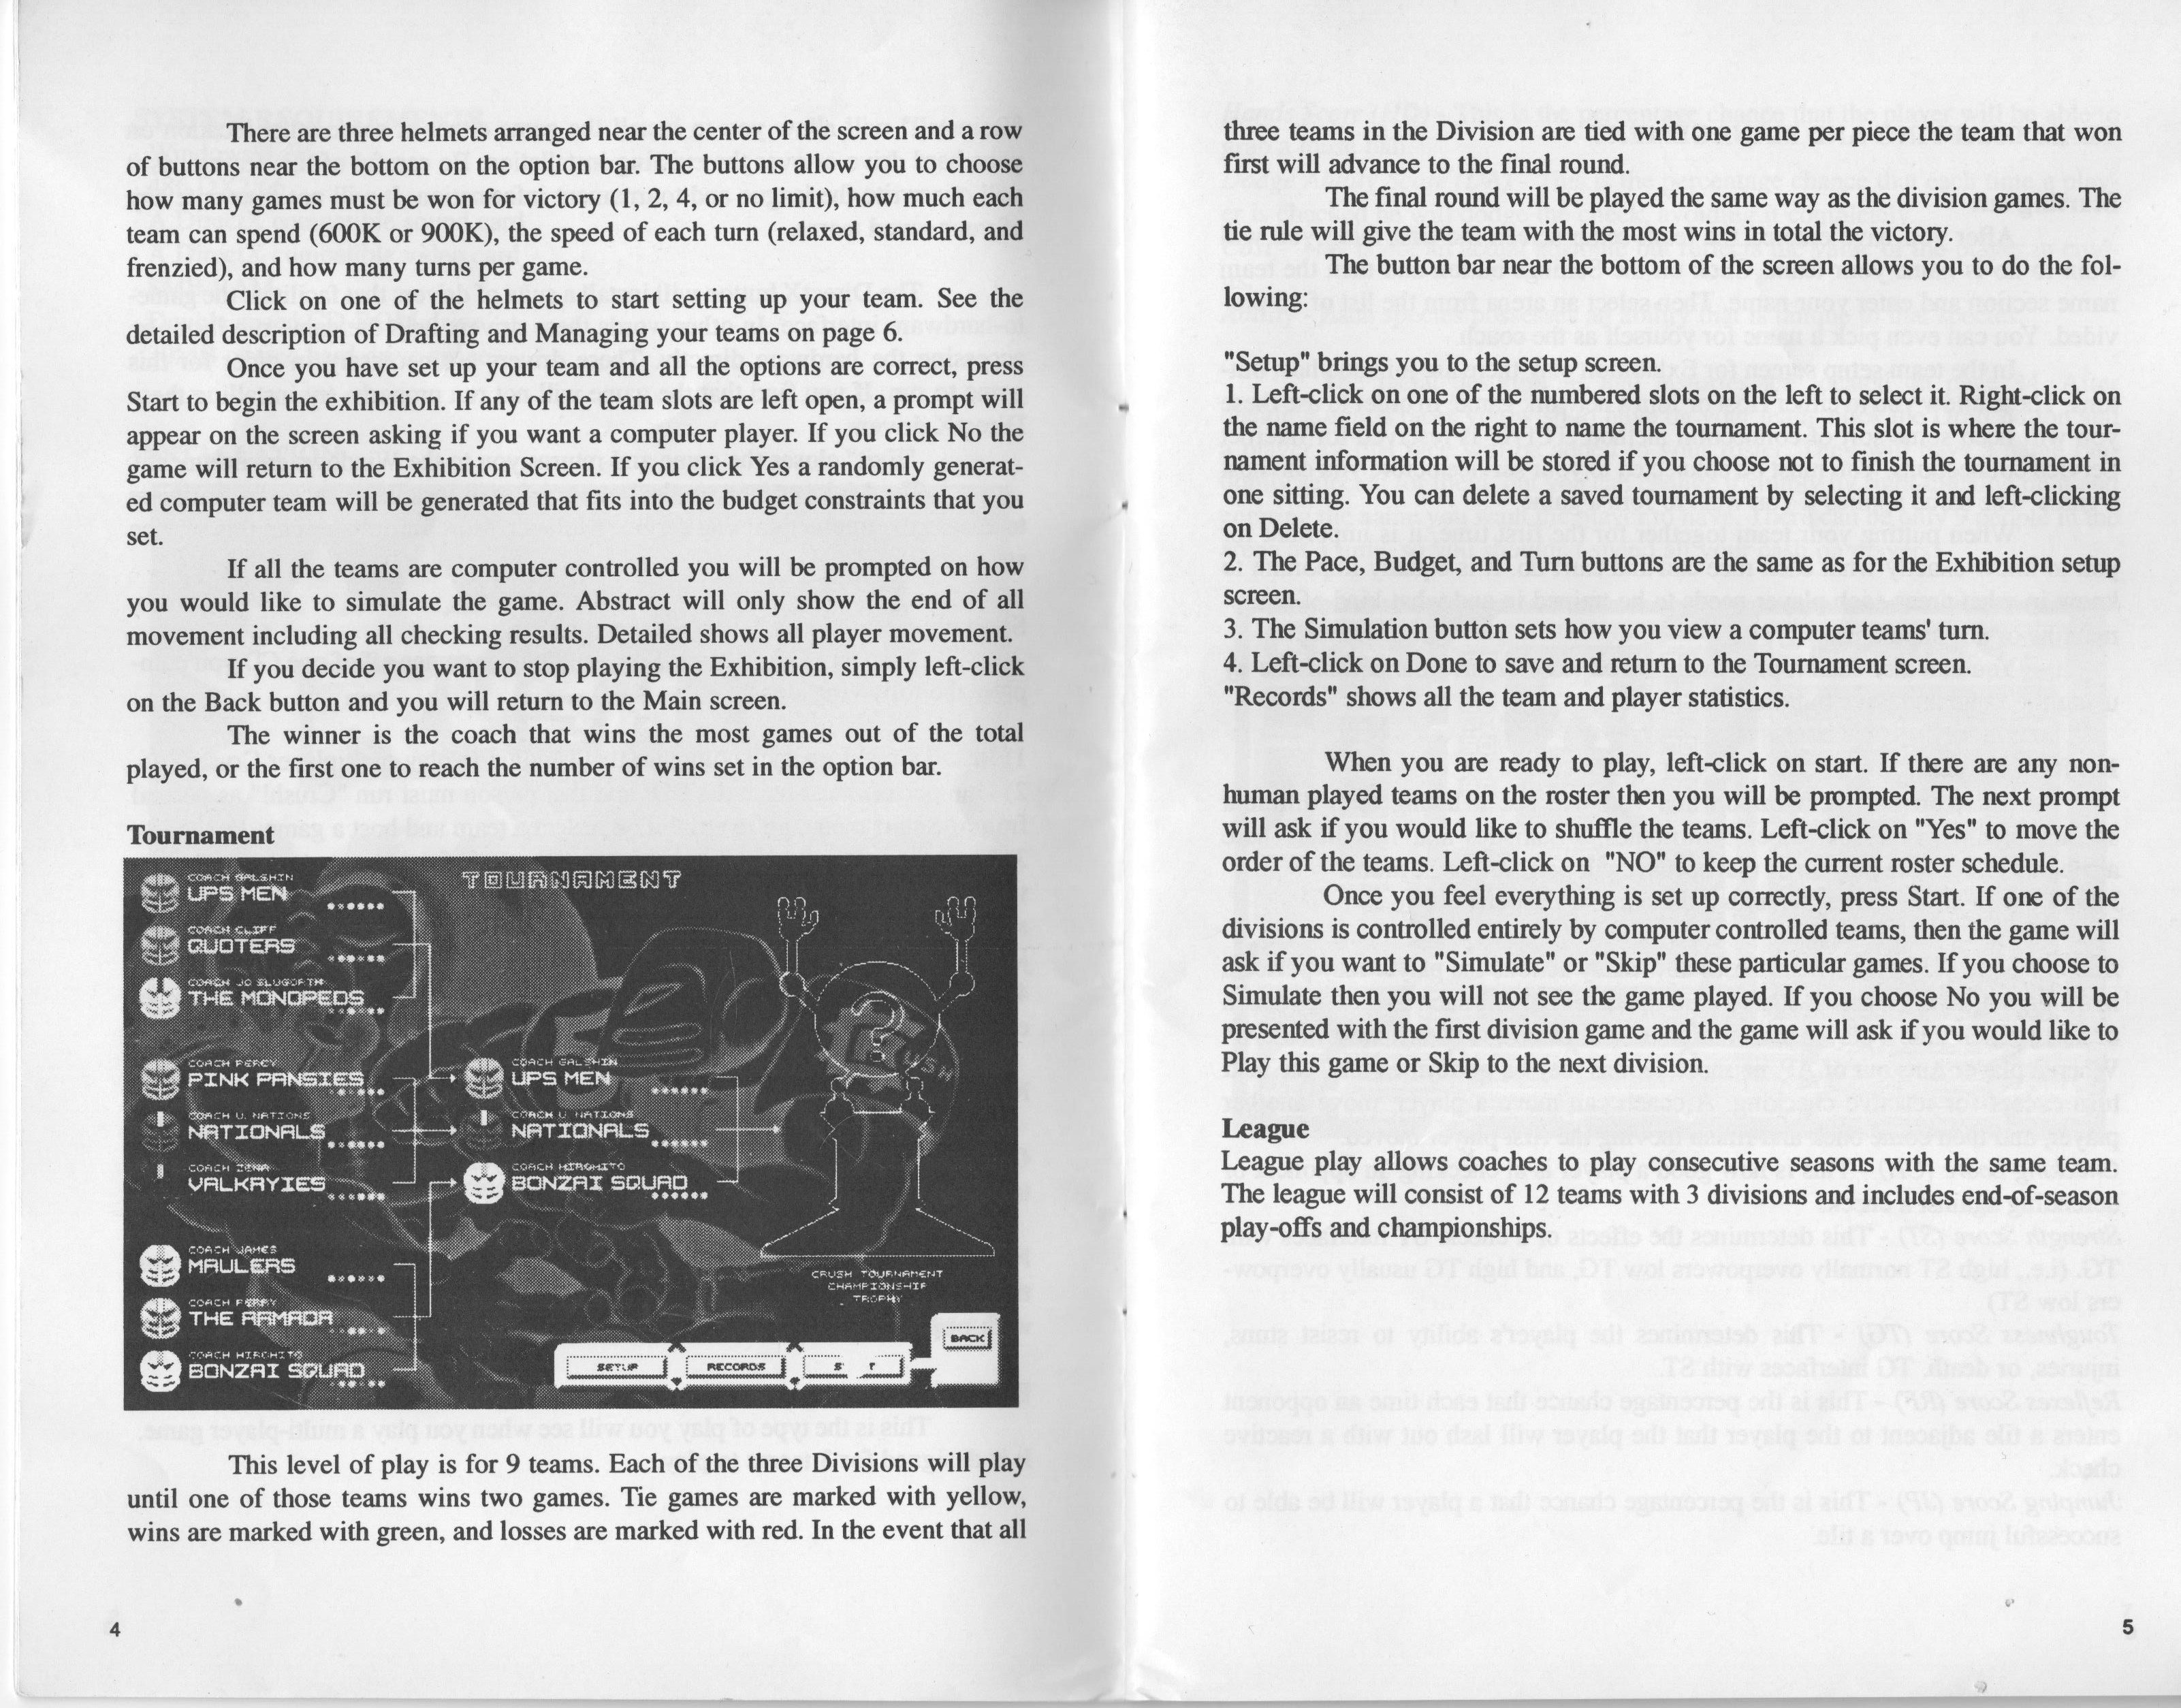 There are three helmets arranged near the center of the screen and a row
of buttons near the bottom on the option bar. The buttons allow you to choose
how many games must be won for victory (1, 2, 4, or no limit), how much each
team can spend (600K or 900K), the speed of each turn (relaxed, standard, and
frenzied), and how many turns per game.
Click on one of the helmets to start setting up your team. See the
detailed description of Drafting and Managing your teams on page 6.
Once you have set up your team and all the options are correct, press
Start to begin the exhibition. If any of the team slots are left open, a prompt will
appear on the screen asking if you want a computer player. If you click No the
game will return to the Exhibition Screen. If you click Yes a randomly generat-
ed computer team will be generated that fits into the budget constraints that you
set.
If all the teams are computer controlled you will be prompted on how
you would like to simulate the game. Abstract will only show the end of all
movement including all checking results. Detailed shows all player movement.
If you decide you want to stop playing the Exhibition, simply left-click
on the Back button and you will return to the Main screen.
The winner is the coach that wins the most games out of the total
played, or the first one to reach the number of wins set in the option bar.
Tournament
TOURNAMENT
COACH GALSHIN
UPS MEN
COACH CLIFF
QUOTERS
COACH JO SLUGORTH
THE MONOPEDS
COACH PERCY
PINK PANSIES
COACH U. NATIONS
NATIONALS
COACH ZENA
VALKAYIES
COACH JAMES
MAULERS
COACH PERRY
THE ARMADA
COACH HIROHITO
BONZAI SQUAD
COACH GALSHIN
UPS MEN
COACH U NATIONS
NATIONALS
COACH HIROHITO
BONZAI SQUAD
CRUSH TOURNAMENT
CHAMPIONSHIP
TROPHY
SETUP
RECORDS
BACK
This level of play is for 9 teams. Each of the three Divisions will play
until one of those teams wins two games. Tie games are marked with yellow,
wins are marked with green, and losses are marked with red. In the event that all
4
three teams in the Division are tied with one game per piece the team that won
first will advance to the final round.
The final round will be played the same way as the division games. The
tie rule will give the team with the most wins in total the victory.
The button bar near the bottom of the screen allows you to do the fol-
lowing:
"Setup" brings you to the setup screen.
1. Left-click on one of the numbered slots on the left to select it. Right-click on
the name field on the right to name the tournament. This slot is where the tour-
nament information will be stored if you choose not to finish the tournament in
one sitting. You can delete a saved tournament by selecting it and left-clicking
on Delete.
2. The Pace, Budget, and Turn buttons are the same as for the Exhibition setup
screen.
3. The Simulation button sets how you view a computer teams' turn.
4. Left-click on Done to save and return to the Tournament screen.
"Records" shows all the team and player statistics.
When you are ready to play, left-click on start. If there are any non-
human played teams on the roster then you will be prompted. The next prompt
will ask if you would like to shuffle the teams. Left-click on "Yes" to move the
order of the teams. Left-click on "NO" to keep the current roster schedule.
Once you feel everything is set up correctly, press Start. If one of the
divisions is controlled entirely by computer controlled teams, then the game will
ask if you want to "Simulate" or "Skip" these particular games. If you choose to
Simulate then you will not see the game played. If you choose No you will be
presented with the first division game and the game will ask if you would like to
Play this game or Skip to the next division.
League
League play allows coaches to play consecutive seasons with the same team.
The league will consist of 12 teams with 3 divisions and includes end-of-season
play-offs and championships.
5